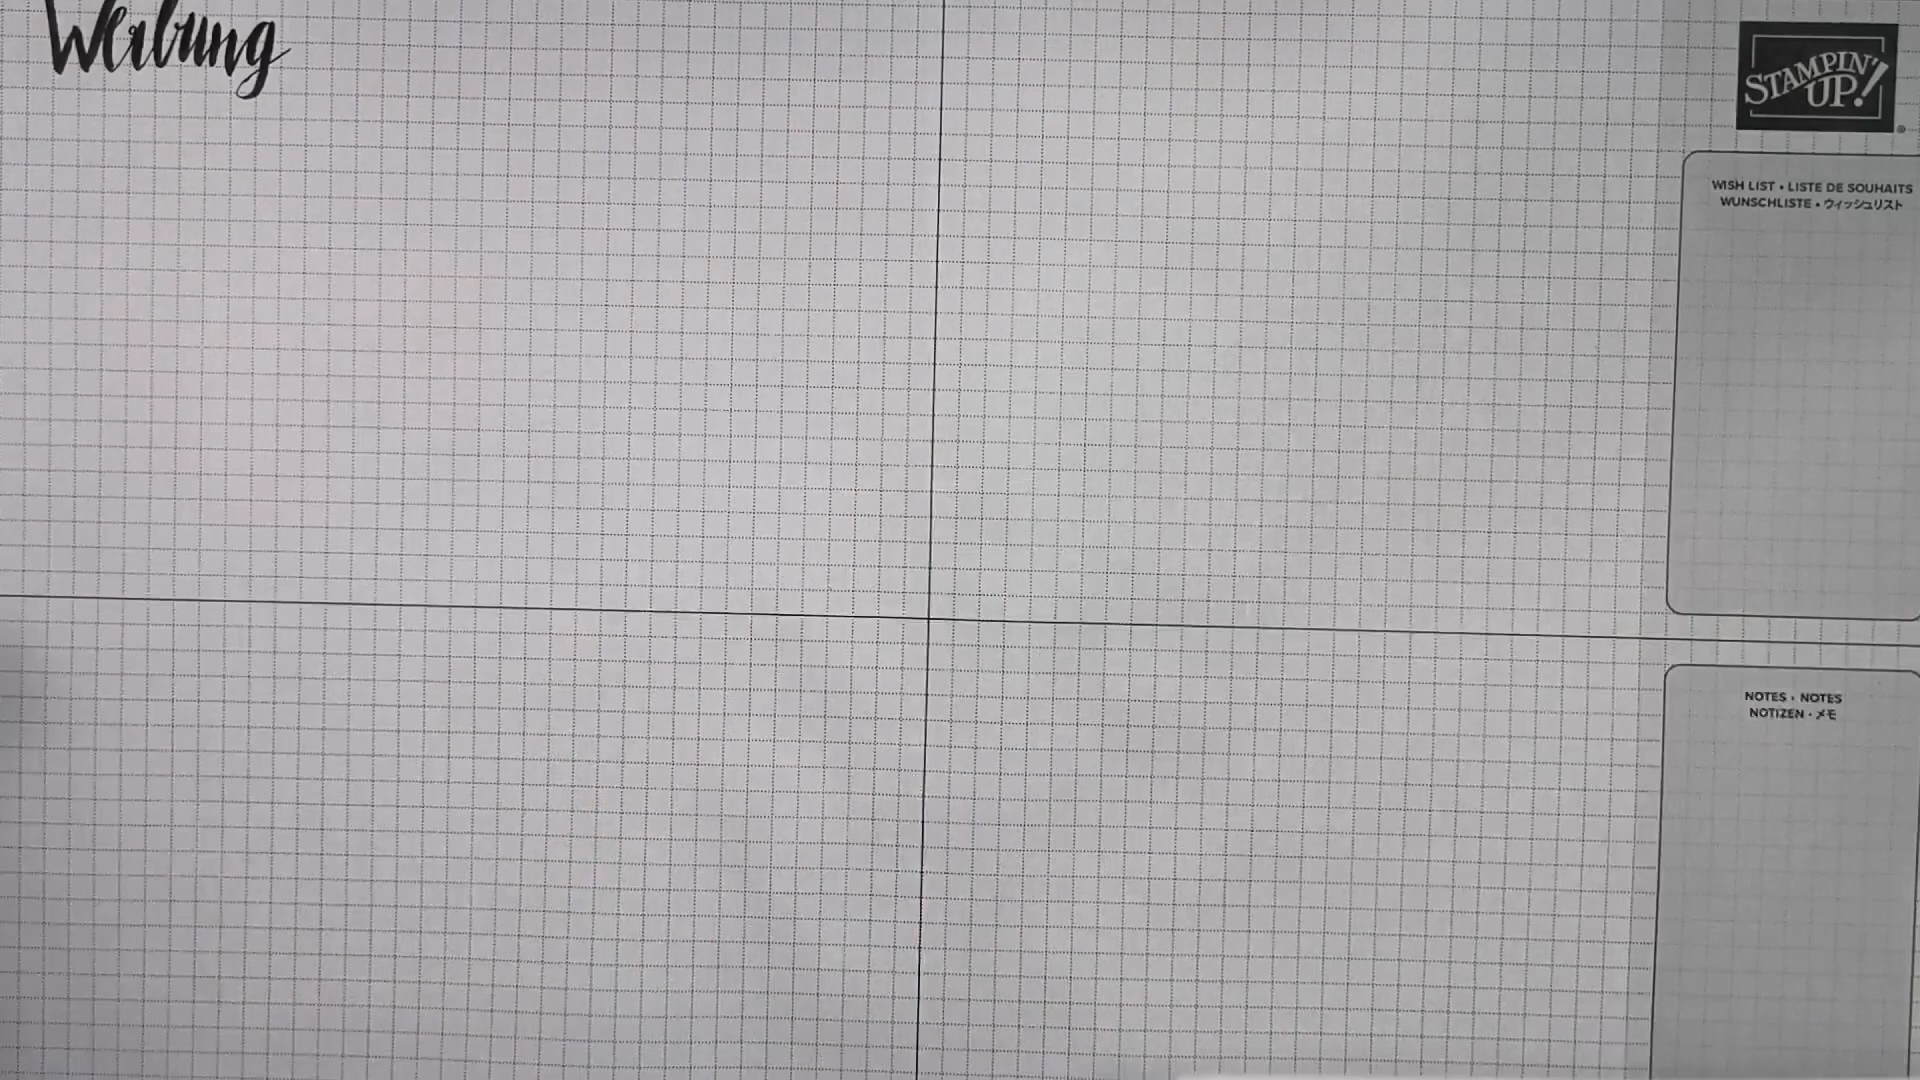 Werbung
STAMPIN'
UP!
WISH LIST • LISTE DE SOUHAITS
WUNSCHLISTE • ウィッシュリスト
NOTES • NOTES
NOTIZEN • メモ